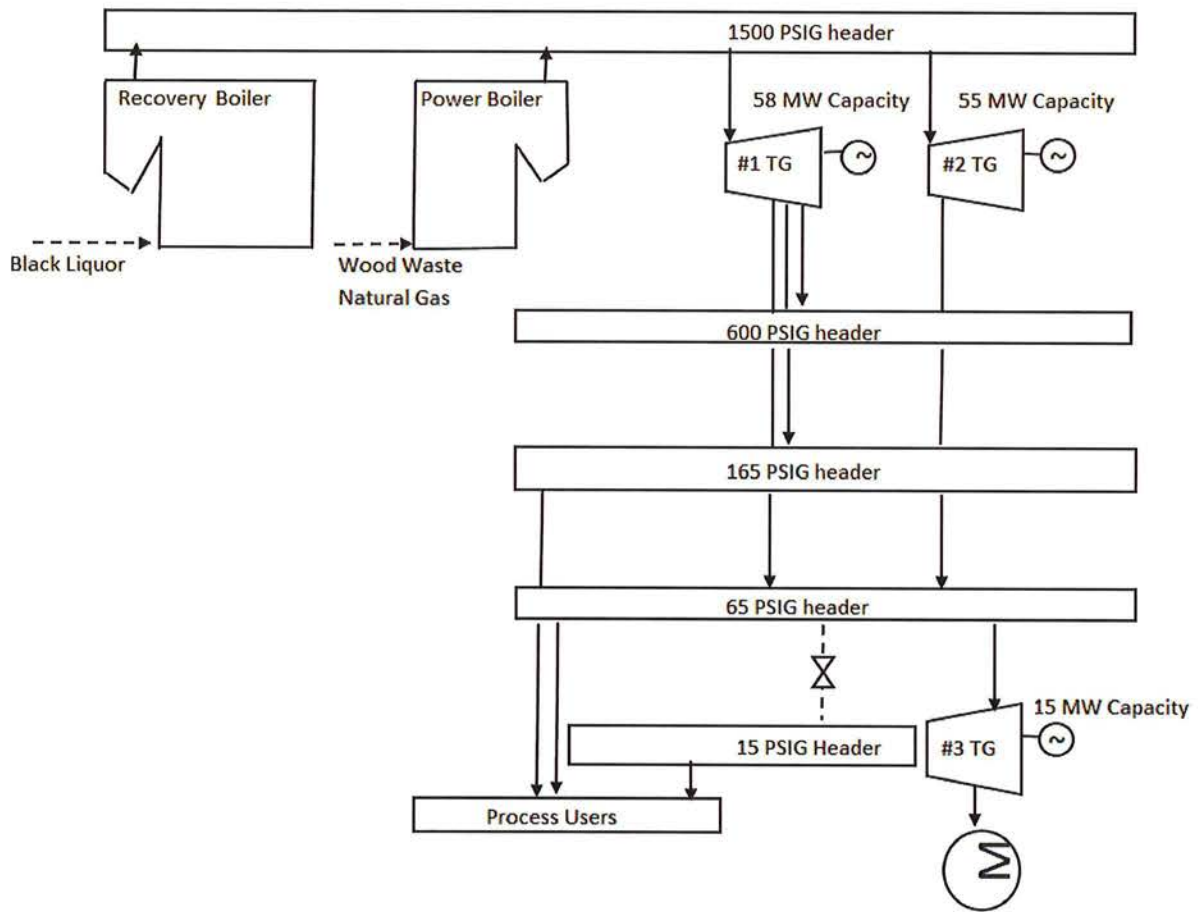 1500 PSIG header
Recovery Boiler
Power Boiler
58 MW Capacity
55 MW Capacity
#1 TG
~
#2 TG
~
Black Liquor
Wood Waste
Natural Gas
600 PSIG header
165 PSIG header
65 PSIG header
15 MW Capacity
15 PSIG Header
#3 TG
~
Process Users
M